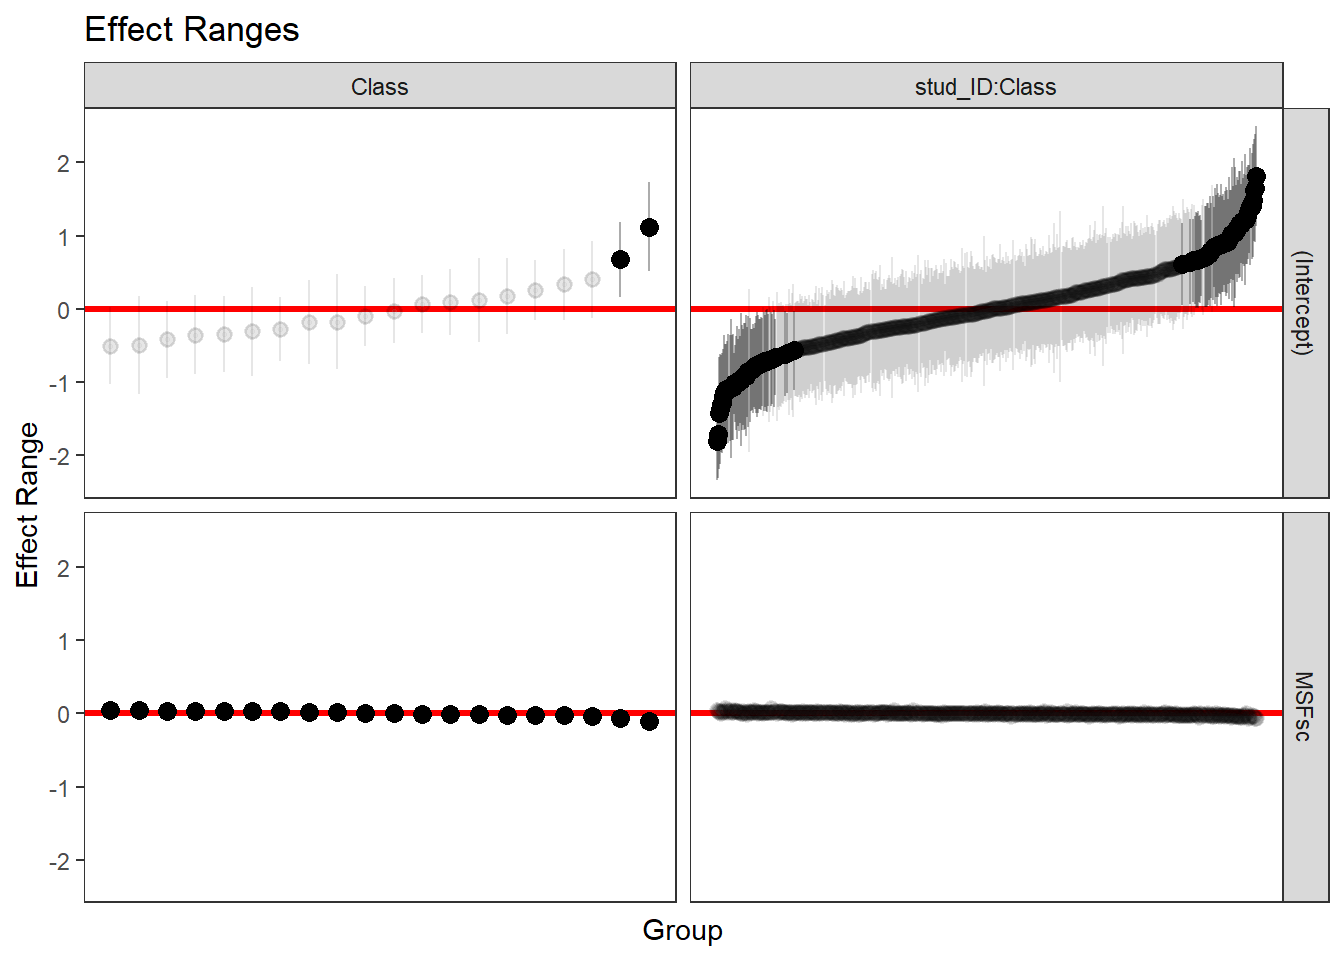 Effect Ranges
Class
stud_ID:Class
2
1
0
-1
-2
(Intercept)
Effect Range
2
1
0
-1
-2
MSFsc
Group